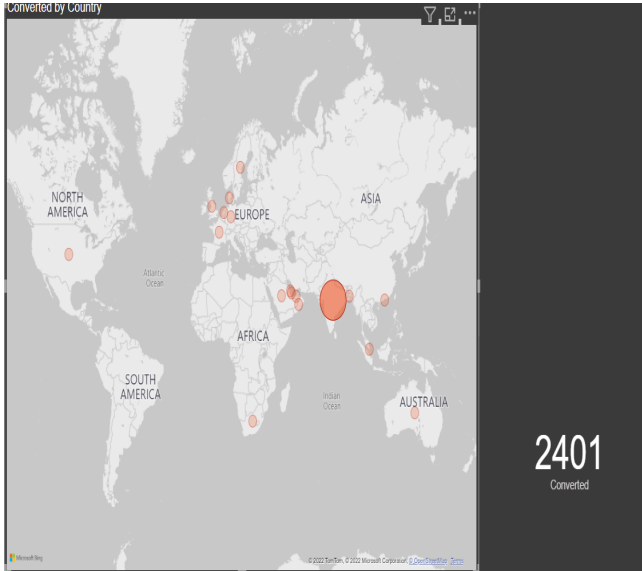 Converted by Country
NORTH
AMERICA
EUROPE
ASIA
Atlantic
Ocean
AFRICA
SOUTH
AMERICA
Indian
Ocean
AUSTRALIA
2401
Converted
Microsoft Bing
© 2022 TomTom, © 2022 Microsoft Corporation, © OpenStreetMap Terms